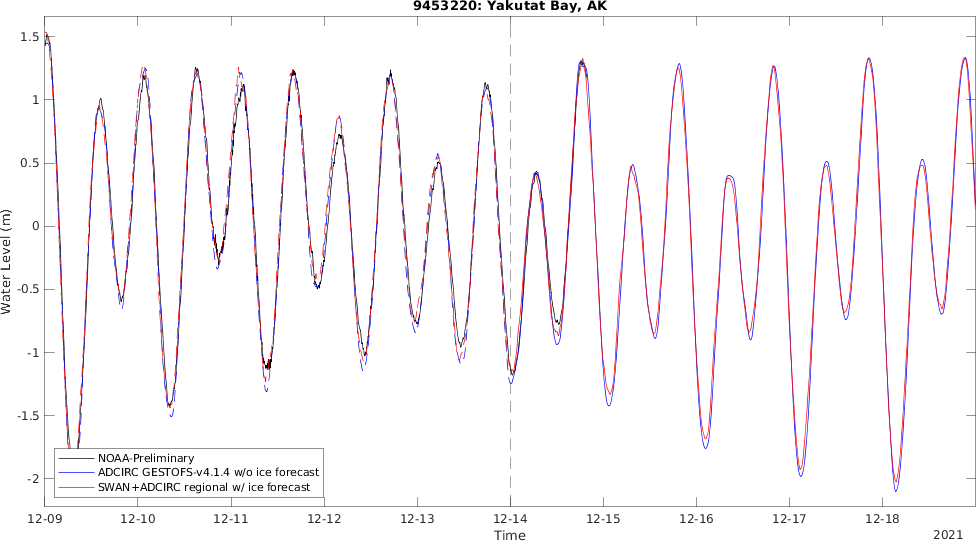 9453220: Yakutat Bay, AK
Water Level (m)
1.5
1
0.5
0
-0.5
-1
-1.5
-2
NOAA-Preliminary
ADCIRC GESTOFS-v4.1.4 w/o ice forecast
SWAN+ADCIRC regional w/ ice forecast
12-09 12-10 12-11 12-12 12-13 12-14 12-15 12-16 12-17 12-18
Time
2021